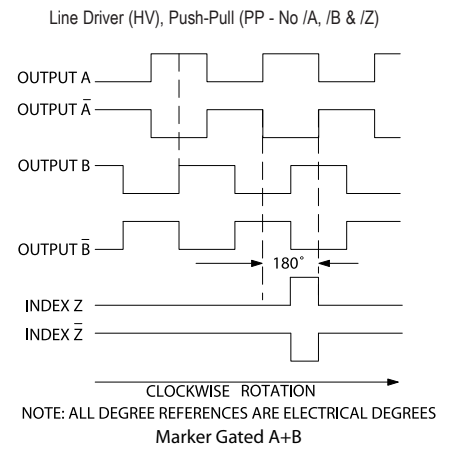 Line Driver (HV), Push-Pull (PP - No /A, /B & /Z)
OUTPUT A
OUTPUT A̅
OUTPUT B
OUTPUT B̅
180°
INDEX Z
INDEX Z̅
CLOCKWISE ROTATION
NOTE: ALL DEGREE REFERENCES ARE ELECTRICAL DEGREES
Marker Gated A+B